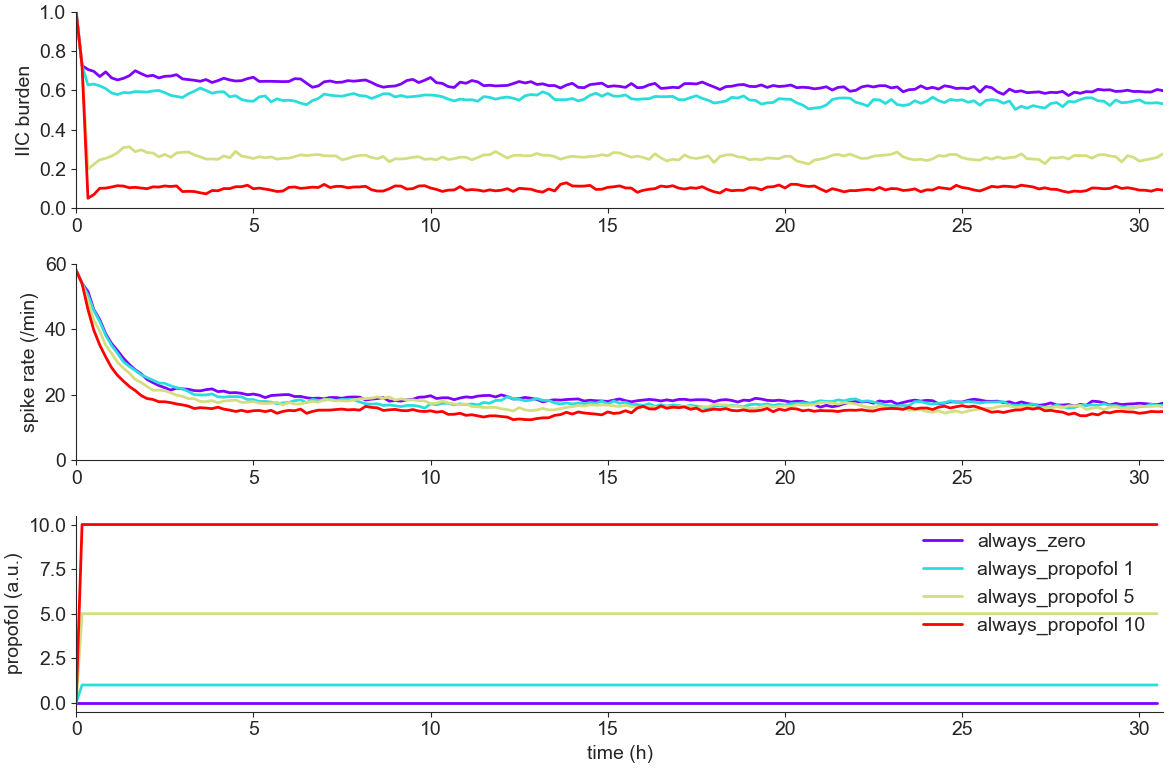 IIC burden
1.0
0.8
0.6
0.4
0.2
0.0
0 5 10 15 20 25 30
spike rate (/min)
60
40
20
0
0 5 10 15 20 25 30
propofol (a.u.)
10.0
7.5
5.0
2.5
0.0
always_zero
always_propofol 1
always_propofol 5
always_propofol 10
0 5 10 15 20 25 30
time (h)